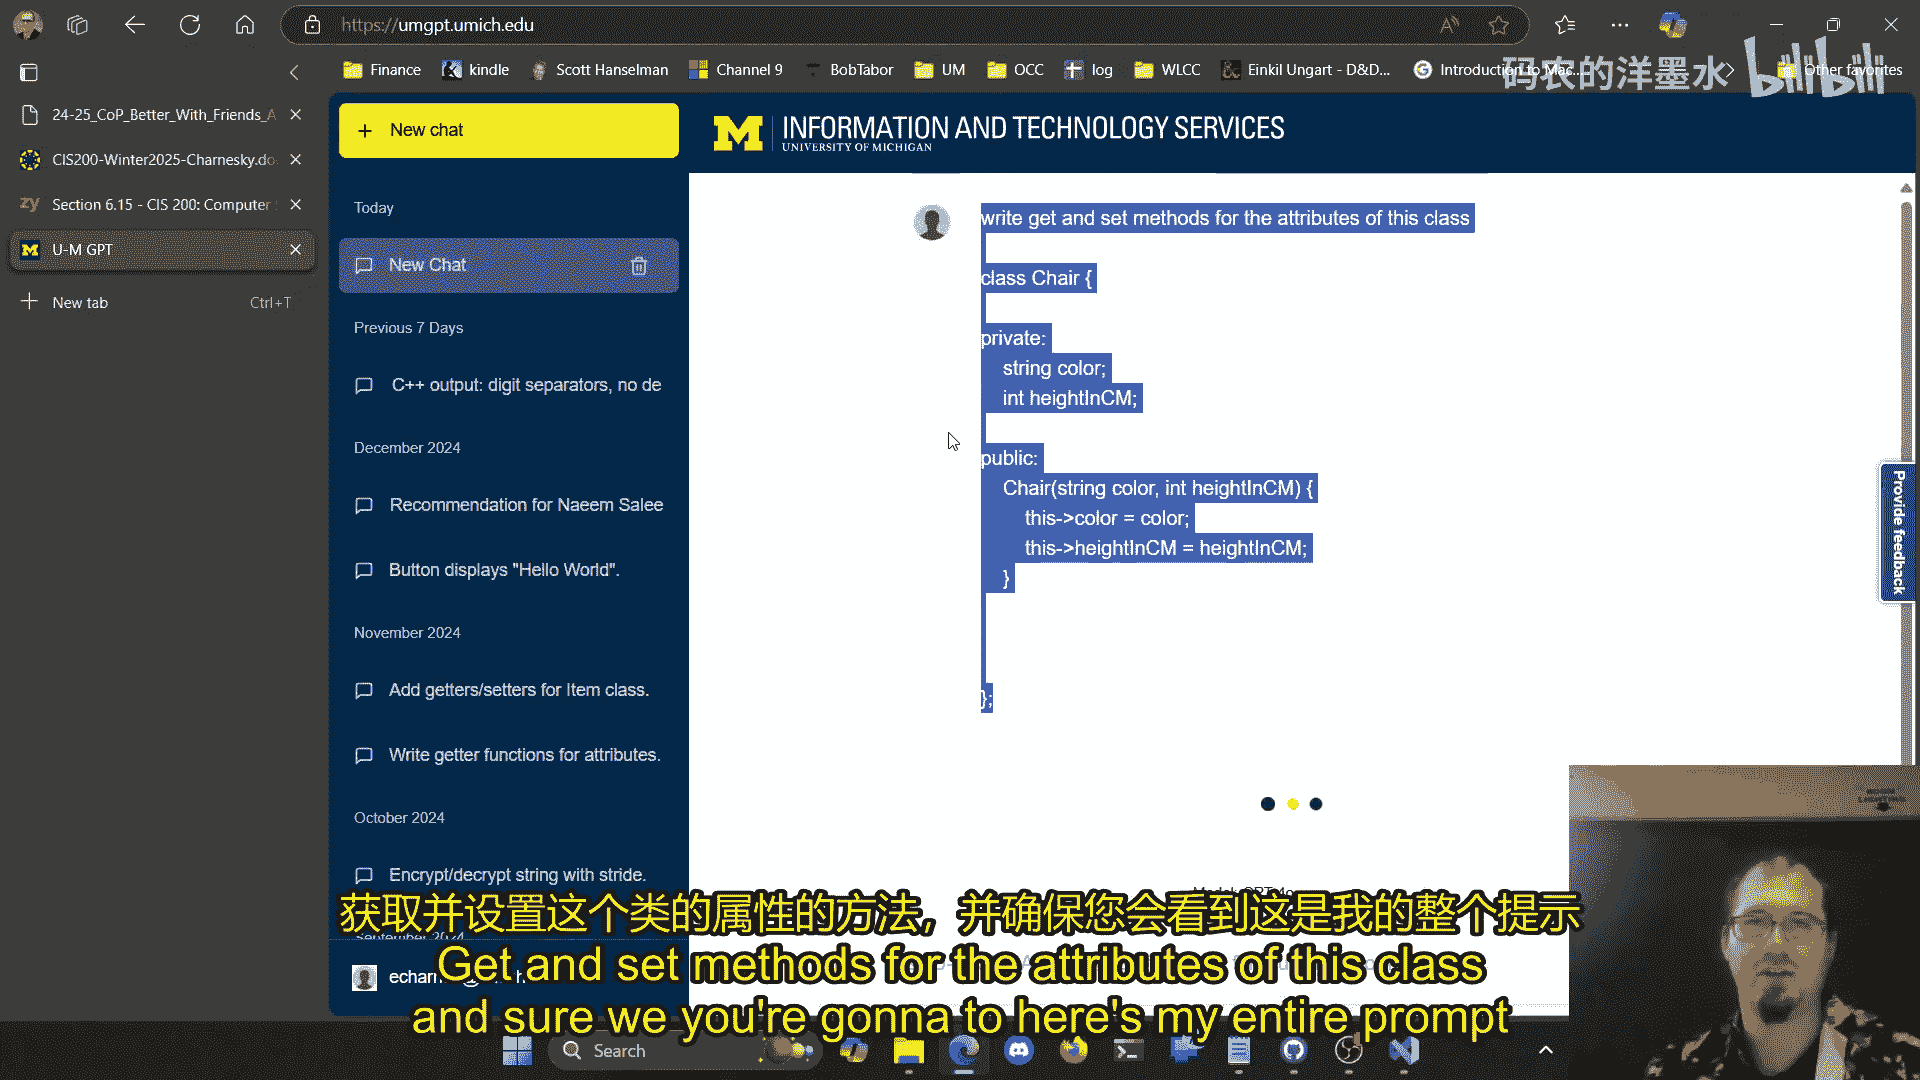 https://umgpt.umich.edu
Finance
kindle
Scott Hanselman
Channel 9
BobTabor
UM
OCC
log
WLCC
Einkil Ungart - D&D...
Introduction to Mac...
Other favorites
码农的洋墨水
bilibili
24-25_CoP_Better_With_Friends_A
CIS200-Winter2025-Charnesky.do
zy Section 6.15 - CIS 200: Computer
U-M GPT
New tab
Ctrl+T
+ New chat
Today
New Chat
Previous 7 Days
C++ output: digit separators, no de
December 2024
Recommendation for Naeem Salee
Button displays "Hello World".
November 2024
Add getters/setters for Item class.
Write getter functions for attributes.
October 2024
Encrypt/decrypt string with stride.
September 2024
echarn
M INFORMATION AND TECHNOLOGY SERVICES
UNIVERSITY OF MICHIGAN
write get and set methods for the attributes of this class
class Chair {
private:
string color;
int heightInCM;
public:
Chair(string color, int heightInCM) {
this->color = color;
this->heightInCM = heightInCM;
}
};
Provide feedback
获取并设置这个类的属性的方法，并确保您会看到这是我的整个提示
Get and set methods for the attributes of this class
and sure we you're gonna to here's my entire prompt
Search